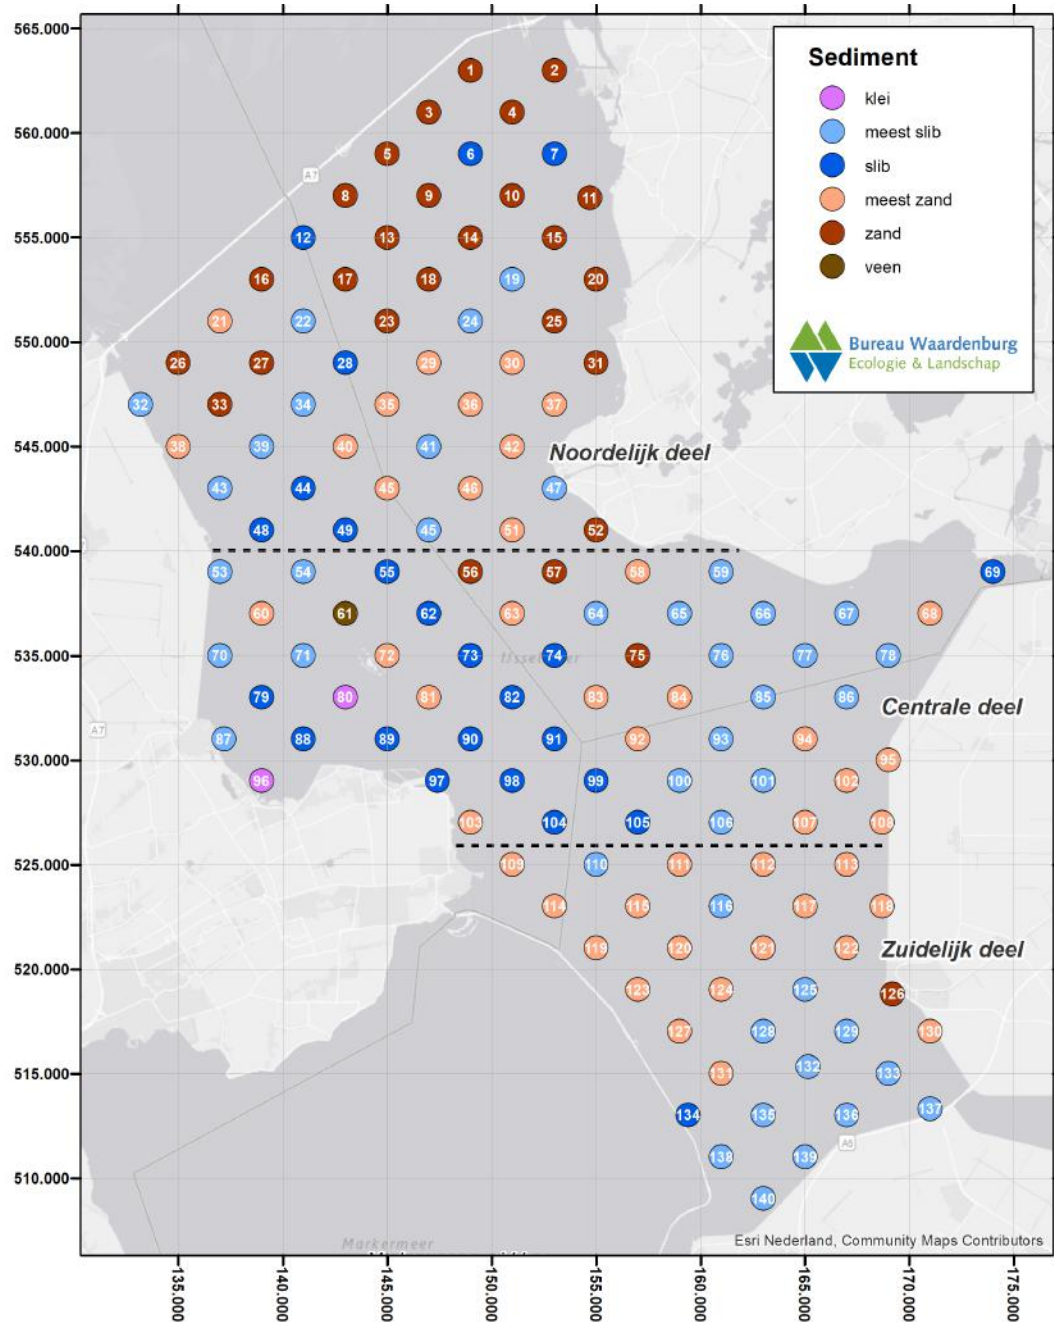 565.000
560.000
555.000
550.000
545.000
540.000
535.000
530.000
525.000
520.000
515.000
510.000
Sediment
klei
meest slib
slib
meest zand
zand
veen
Bureau Waardenburg
Ecologie & Landschap
1 2
3 4
5 6 7
A7
8 9 10 11
12 13 14 15
16 17 18 19 20
21 22 23 24 25
26 27 28 29 30 31
32 33 34 35 36 37
38 39 40 41 42
Noordelijk deel
43 44 45 46 47
48 49 45 51 52
53 54 55 56 57 58 59 69
60 61 62 63 64 65 66 67 68
70 71 72 73 74 75 76 77 78
79 80 81 82 83 84 85 86
Centrale deel
A7
87 88 89 90 91 92 93 94
95
96 97 98 99 100 101 102
103 104 105 106 107 108
109 110 111 112 113
114 115 116 117 118
119 120 121 122
Zuidelijk deel
123 124 125 126
127 128 129 130
131 132 133
134 135 136 137
A6
138 139
140
Markermeer
Esri Nederland, Community Maps Contributors
135.000
140.000
145.000
150.000
155.000
160.000
165.000
170.000
175.000